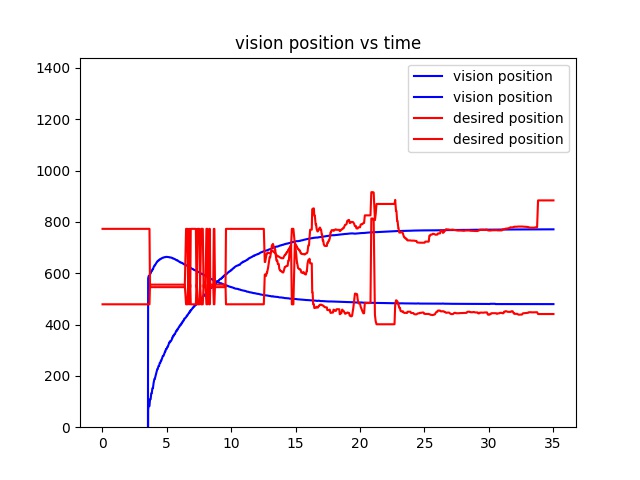 vision position vs time
1400
1200
1000
800
600
400
200
0
vision position
vision position
desired position
desired position
0 5 10 15 20 25 30 35